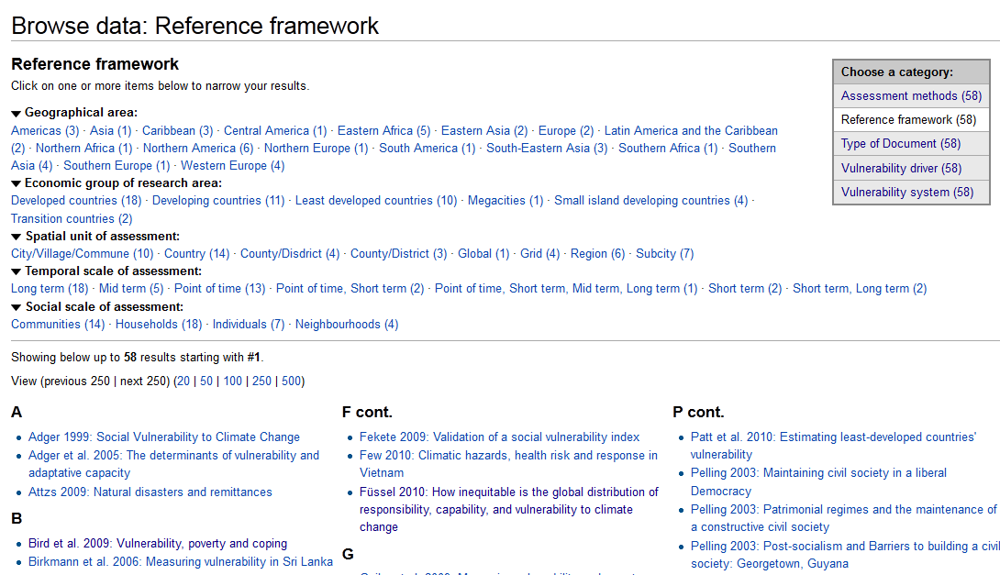 Browse data: Reference framework
Reference framework
Click on one or more items below to narrow your results.
Geographical area:
Americas (3) · Asia (1) · Caribbean (3) · Central America (1) · Eastern Africa (5) · Eastern Asia (2) · Europe (2) · Latin America and the Caribbean
(2) · Northern Africa (1) · Northern America (6) · Northern Europe (1) · South America (1) · South-Eastern Asia (3) · Southern Africa (1) · Southern
Asia (4) · Southern Europe (1) · Western Europe (4)
Economic group of research area:
Developed countries (18) · Developing countries (11) · Least developed countries (10) · Megacities (1) · Small island developing countries (4) ·
Transition countries (2)
Spatial unit of assessment:
City/Village/Commune (10) · Country (14) · County/Disdrict (4) · County/District (3) · Global (1) · Grid (4) · Region (6) · Subcity (7)
Temporal scale of assessment:
Long term (18) · Mid term (5) · Point of time (13) · Point of time, Short term (2) · Point of time, Short term, Mid term, Long term (1) · Short term (2) · Short term, Long term (2)
Social scale of assessment:
Communities (14) · Households (18) · Individuals (7) · Neighbourhoods (4)
Choose a category:
Assessment methods (58)
Reference framework (58)
Type of Document (58)
Vulnerability driver (58)
Vulnerability system (58)
Showing below up to 58 results starting with #1.
View (previous 250 | next 250) (20 | 50 | 100 | 250 | 500)
A
Adger 1999: Social Vulnerability to Climate Change
Adger et al. 2005: The determinants of vulnerability and
adaptative capacity
Attzs 2009: Natural disasters and remittances
B
Bird et al. 2009: Vulnerability, poverty and coping
Birkmann et al. 2006: Measuring vulnerability in Sri Lanka
F cont.
Fekete 2009: Validation of a social vulnerability index
Few 2010: Climatic hazards, health risk and response in
Vietnam
Füssel 2010: How inequitable is the global distribution of
responsibility, capability, and vulnerability to climate
change
G
P cont.
Patt et al. 2010: Estimating least-developed countries'
vulnerability
Pelling 2003: Maintaining civil society in a liberal
Democracy
Pelling 2003: Patrimonial regimes and the maintenance of
a constructive civil society
Pelling 2003: Post-socialism and Barriers to building a civil
society: Georgetown, Guyana